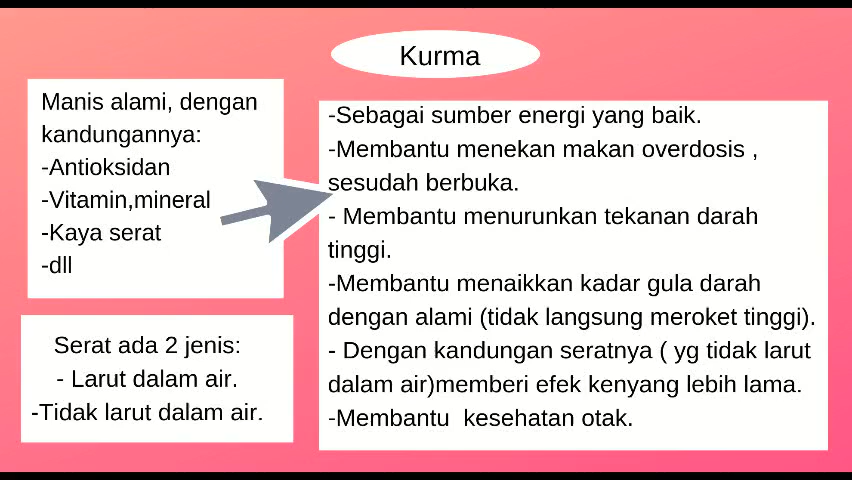 Kurma
Manis alami, dengan
kandungannya:
-Antioksidan
-Vitamin,mineral
-Kaya serat
-dll
Serat ada 2 jenis:
- Larut dalam air.
-Tidak larut dalam air.
-Sebagai sumber energi yang baik.
-Membantu menekan makan overdosis ,
sesudah berbuka.
- Membantu menurunkan tekanan darah
tinggi.
-Membantu menaikkan kadar gula darah
dengan alami (tidak langsung meroket tinggi).
- Dengan kandungan seratnya ( yg tidak larut
dalam air)memberi efek kenyang lebih lama.
-Membantu  kesehatan otak.